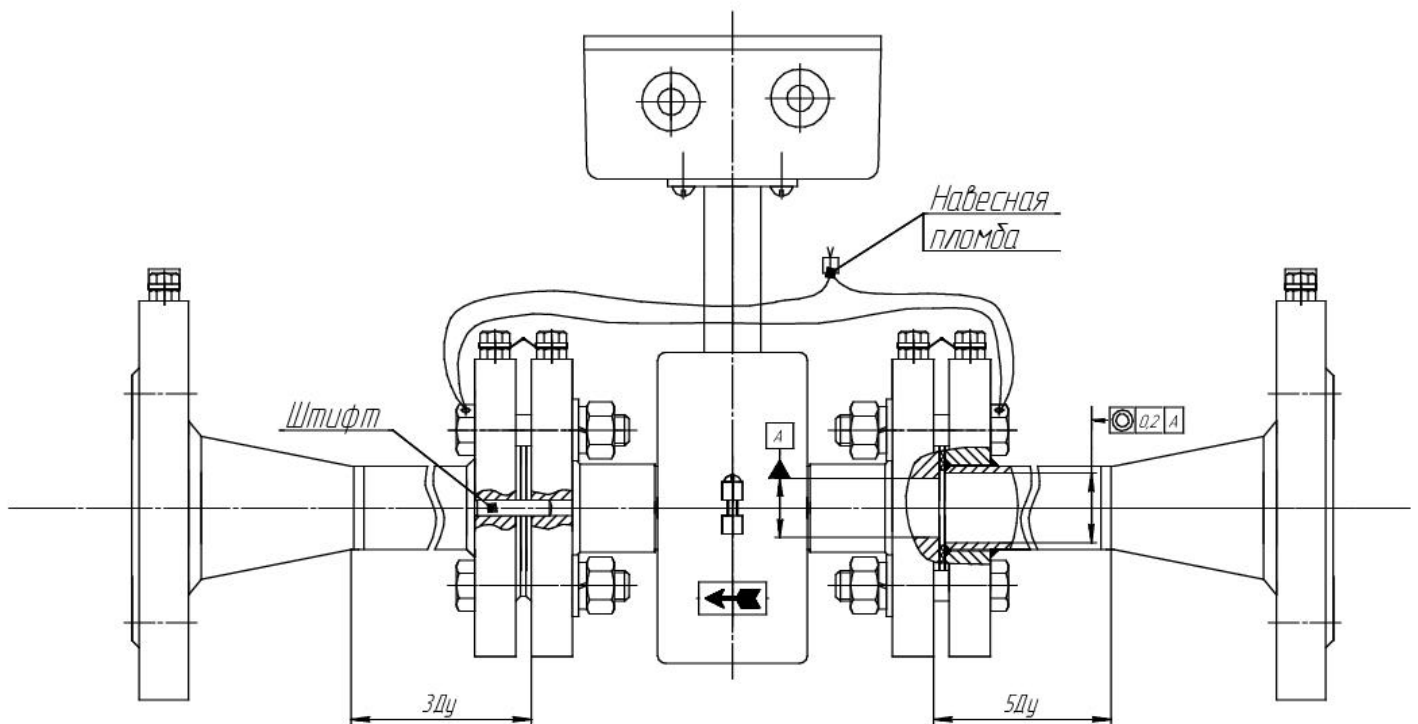 Навесная
пломба
Штифт
А
0,2 А
3Ду
5Ду